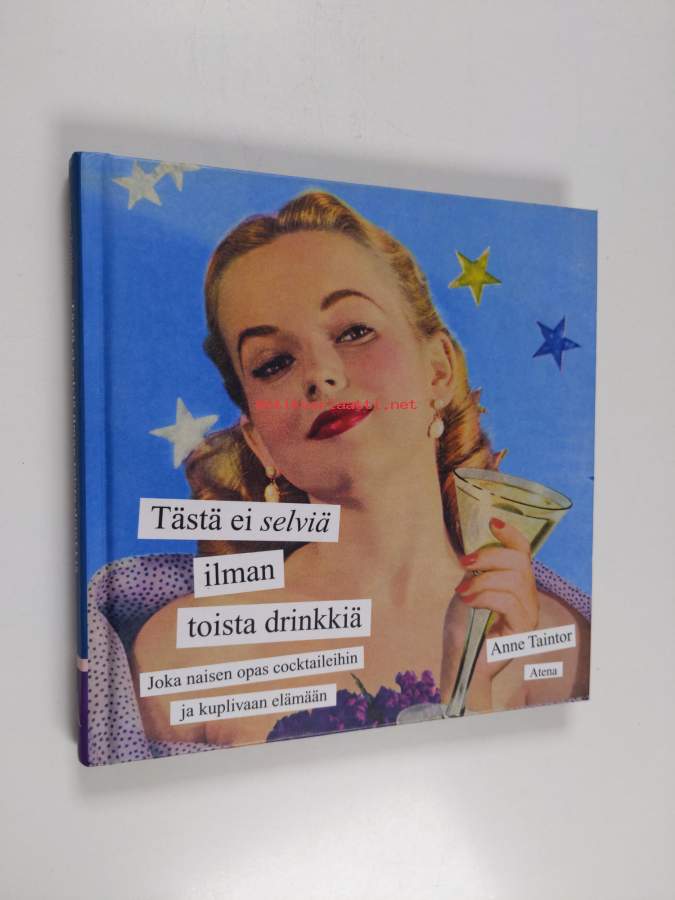 Tästä ei selviä
ilman
toista drinkkiä
Joka naisen opas cocktaileihin
ja kuplivaan elämään
Anne Taintor
Atena